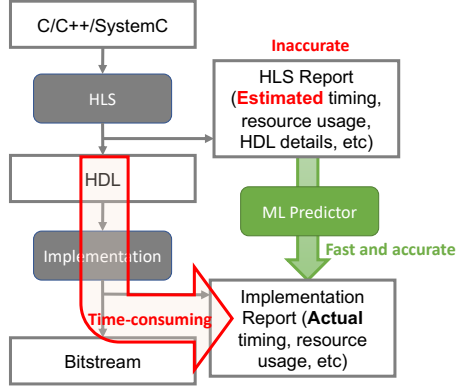 C/C++/SystemC
Inaccurate
HLS
HLS Report
(Estimated timing,
resource usage,
HDL details, etc)
HDL
ML Predictor
Fast and accurate
Implementation
Implementation
Report (Actual
timing, resource
usage, etc)
Time-consuming
Bitstream